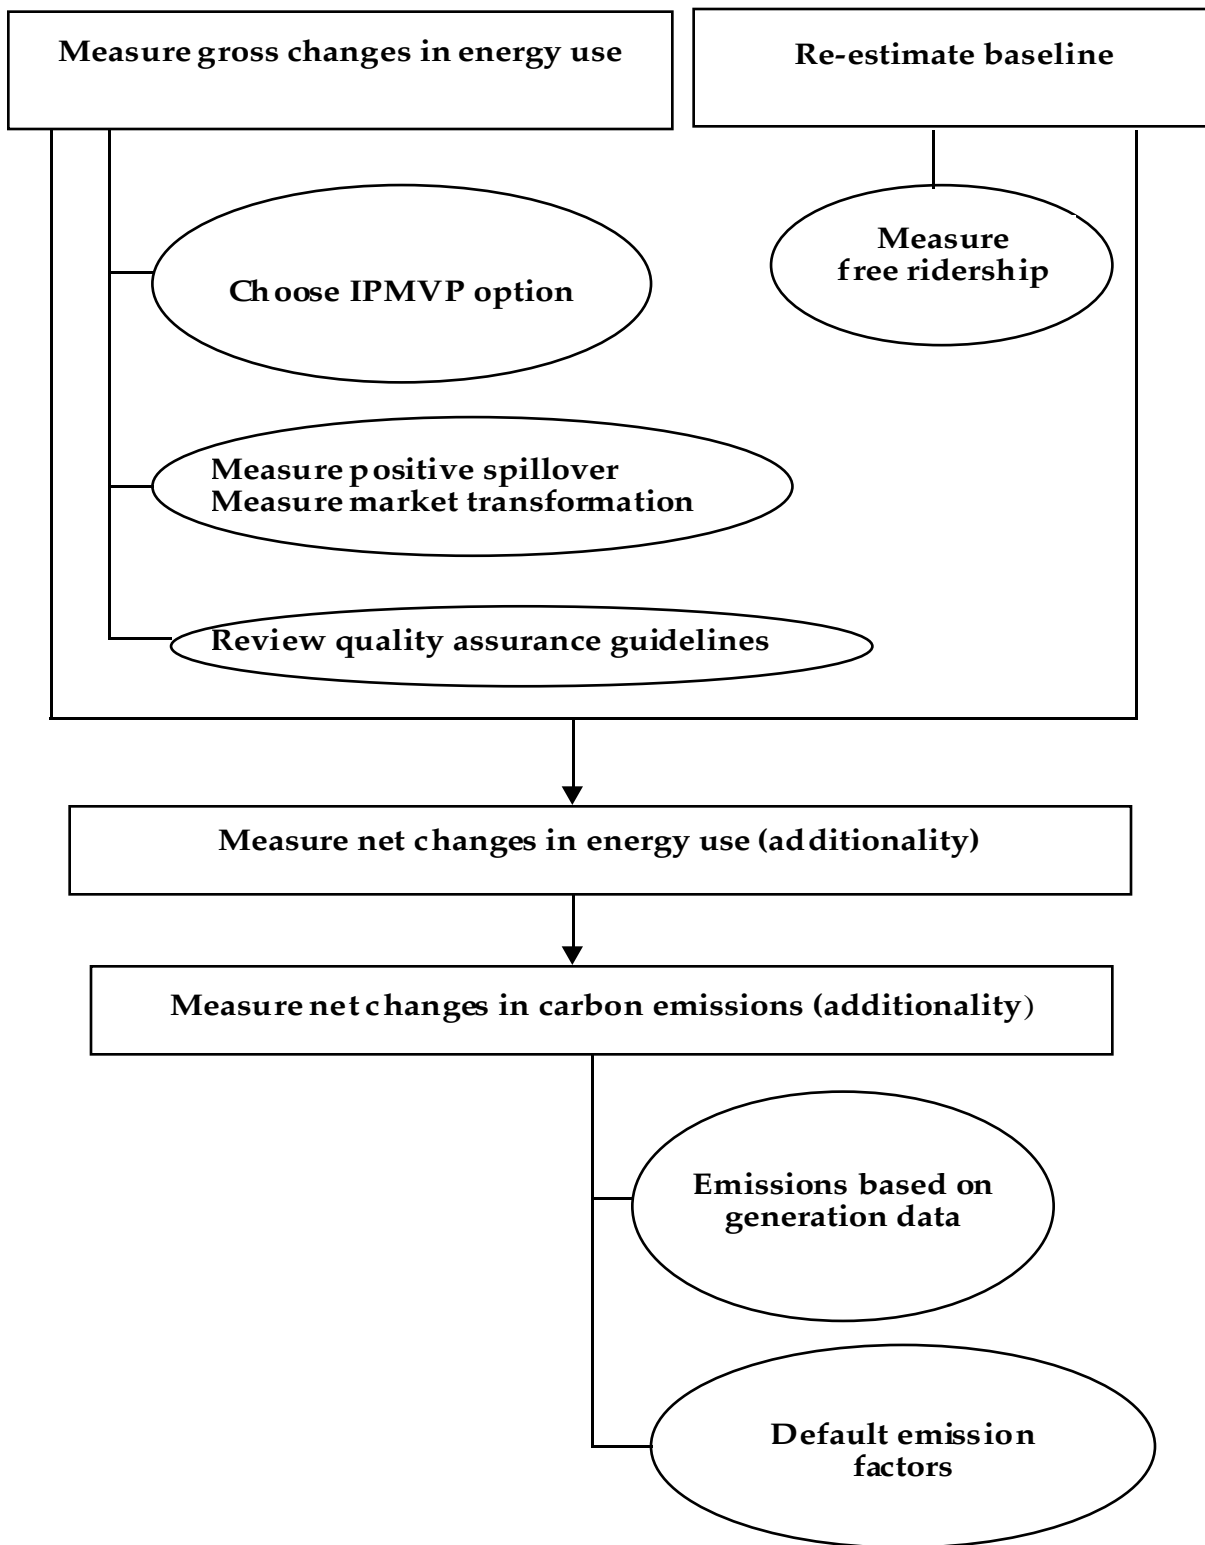 Measure gross changes in energy use
Re-estimate baseline
Choose IPMVP option
Measure
free ridership
Measure positive spillover
Measure market transformation
Review quality assurance guidelines
Measure net changes in energy use (additionality)
Measure net changes in carbon emissions (additionality)
Emissions based on
generation data
Default emission
factors